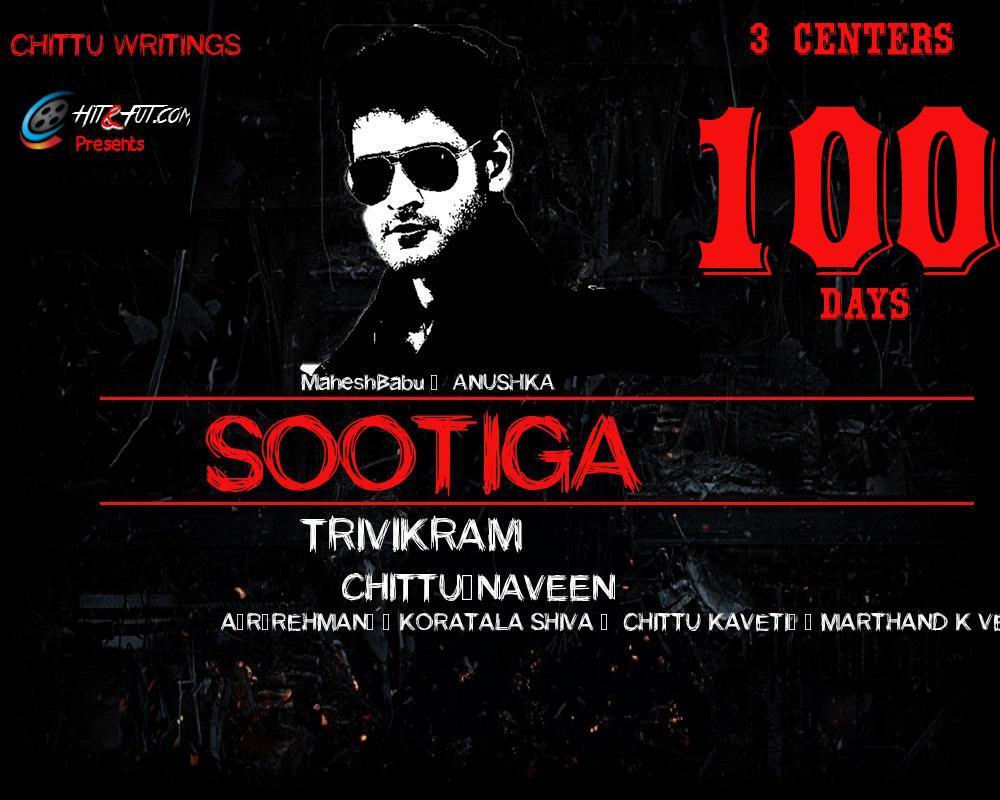 CHITTU WRITINGS
HIT&FUT.COM
Presents
3 CENTERS
100
DAYS
MaheshBabu ▯ ANUSHKA
SOOTIGA
TRIVIKRAM
CHITTU▯NAVEEN
A▯R▯REHMAN▯ ▯ KORATALA SHIVA ▯ CHITTU KAVETI▯ ▯ MARTHAND K VE